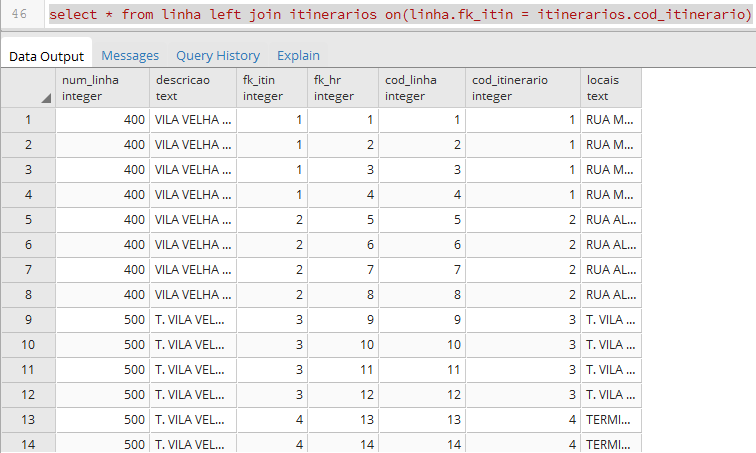 46 select * from linha left join itinerarios on(linha.fk_itin = itinerarios.cod_itinerario)
Data Output Messages Query History Explain
num_linha descricao fk_itin fk_hr cod_linha cod_itinerario locais
integer text integer integer integer integer text
1 400 VILA VELHA ... 1 1 1 1 RUA M...
2 400 VILA VELHA ... 1 2 2 1 RUA M...
3 400 VILA VELHA ... 1 3 3 1 RUA M...
4 400 VILA VELHA ... 1 4 4 1 RUA M...
5 400 VILA VELHA ... 2 5 5 2 RUA AL...
6 400 VILA VELHA ... 2 6 6 2 RUA AL...
7 400 VILA VELHA ... 2 7 7 2 RUA AL...
8 400 VILA VELHA ... 2 8 8 2 RUA AL...
9 500 T. VILA VEL... 3 9 9 3 T. VILA ...
10 500 T. VILA VEL... 3 10 10 3 T. VILA ...
11 500 T. VILA VEL... 3 11 11 3 T. VILA ...
12 500 T. VILA VEL... 3 12 12 3 T. VILA ...
13 500 T. VILA VEL... 4 13 13 4 TERMI...
14 500 T. VILA VEL... 4 14 14 4 TERMI...